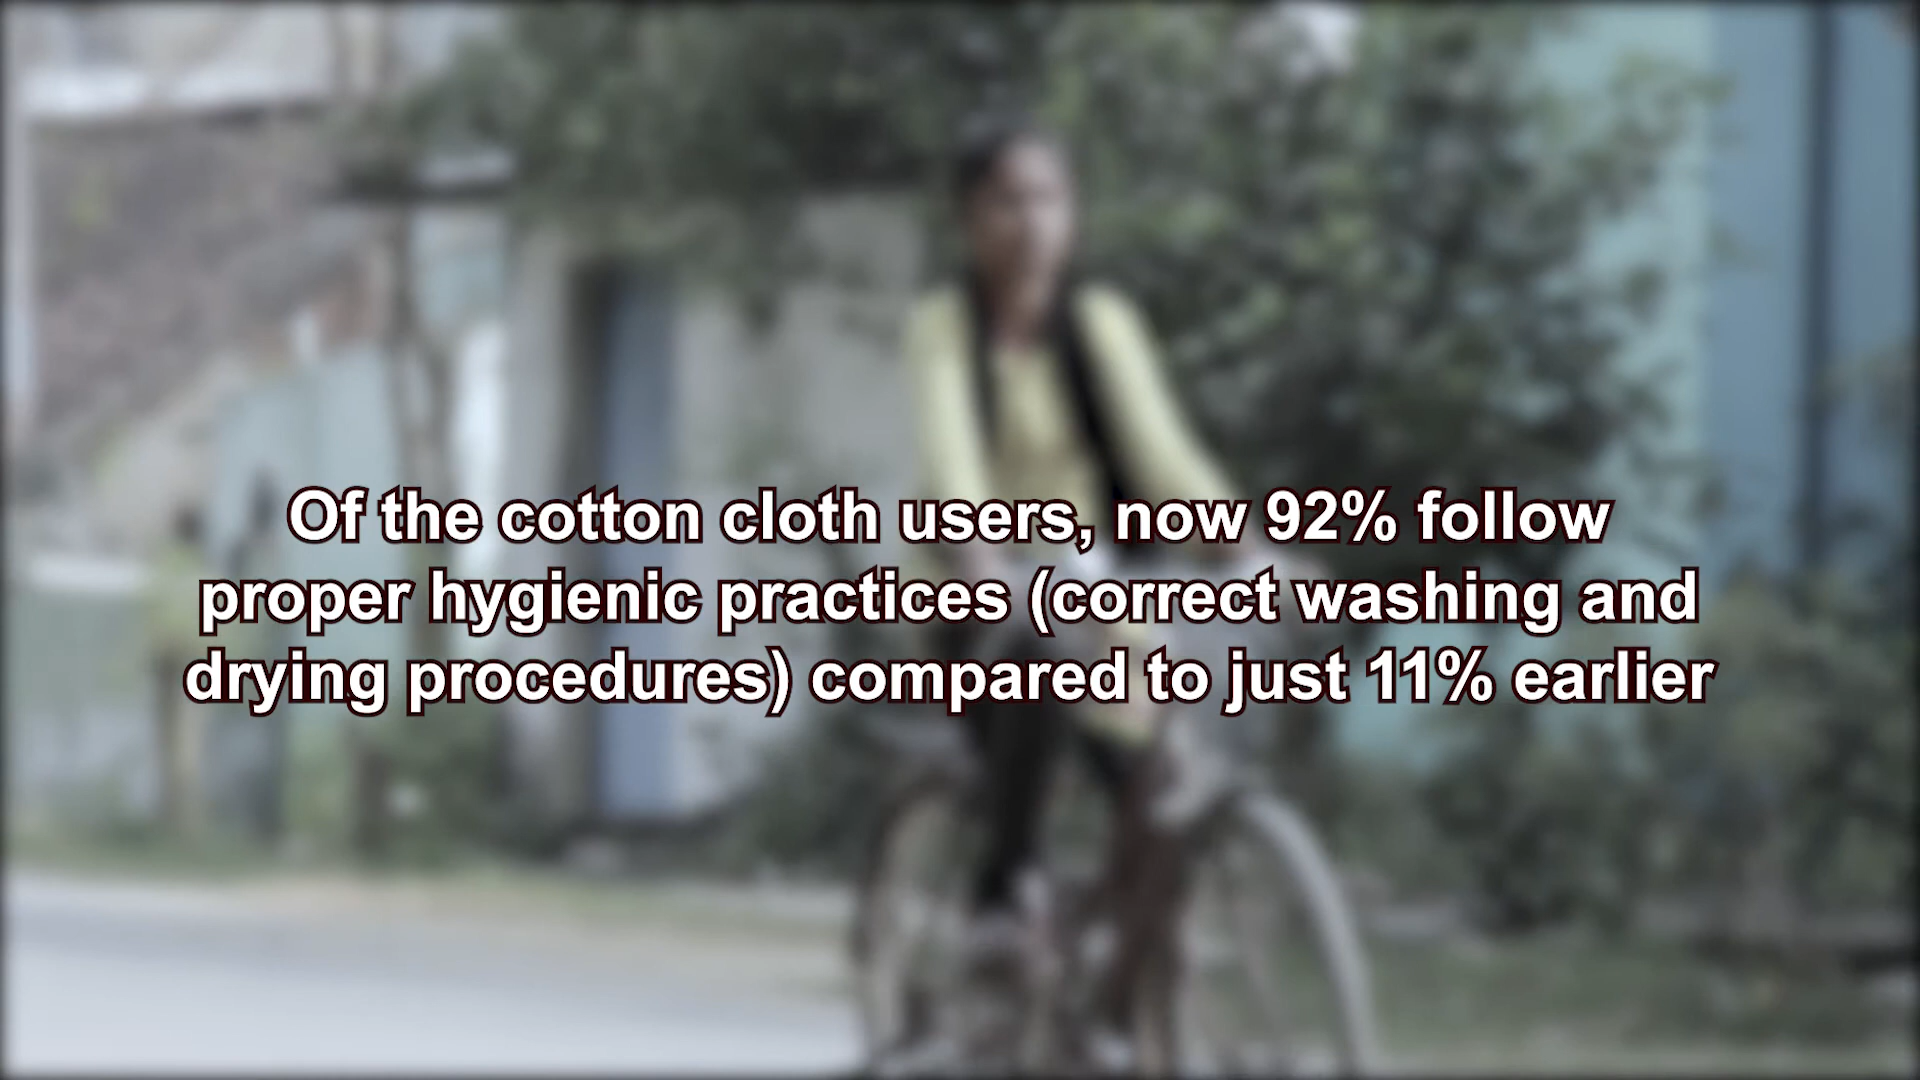 Of the cotton cloth users, now 92% follow
proper hygienic practices (correct washing and
drying procedures) compared to just 11% earlier